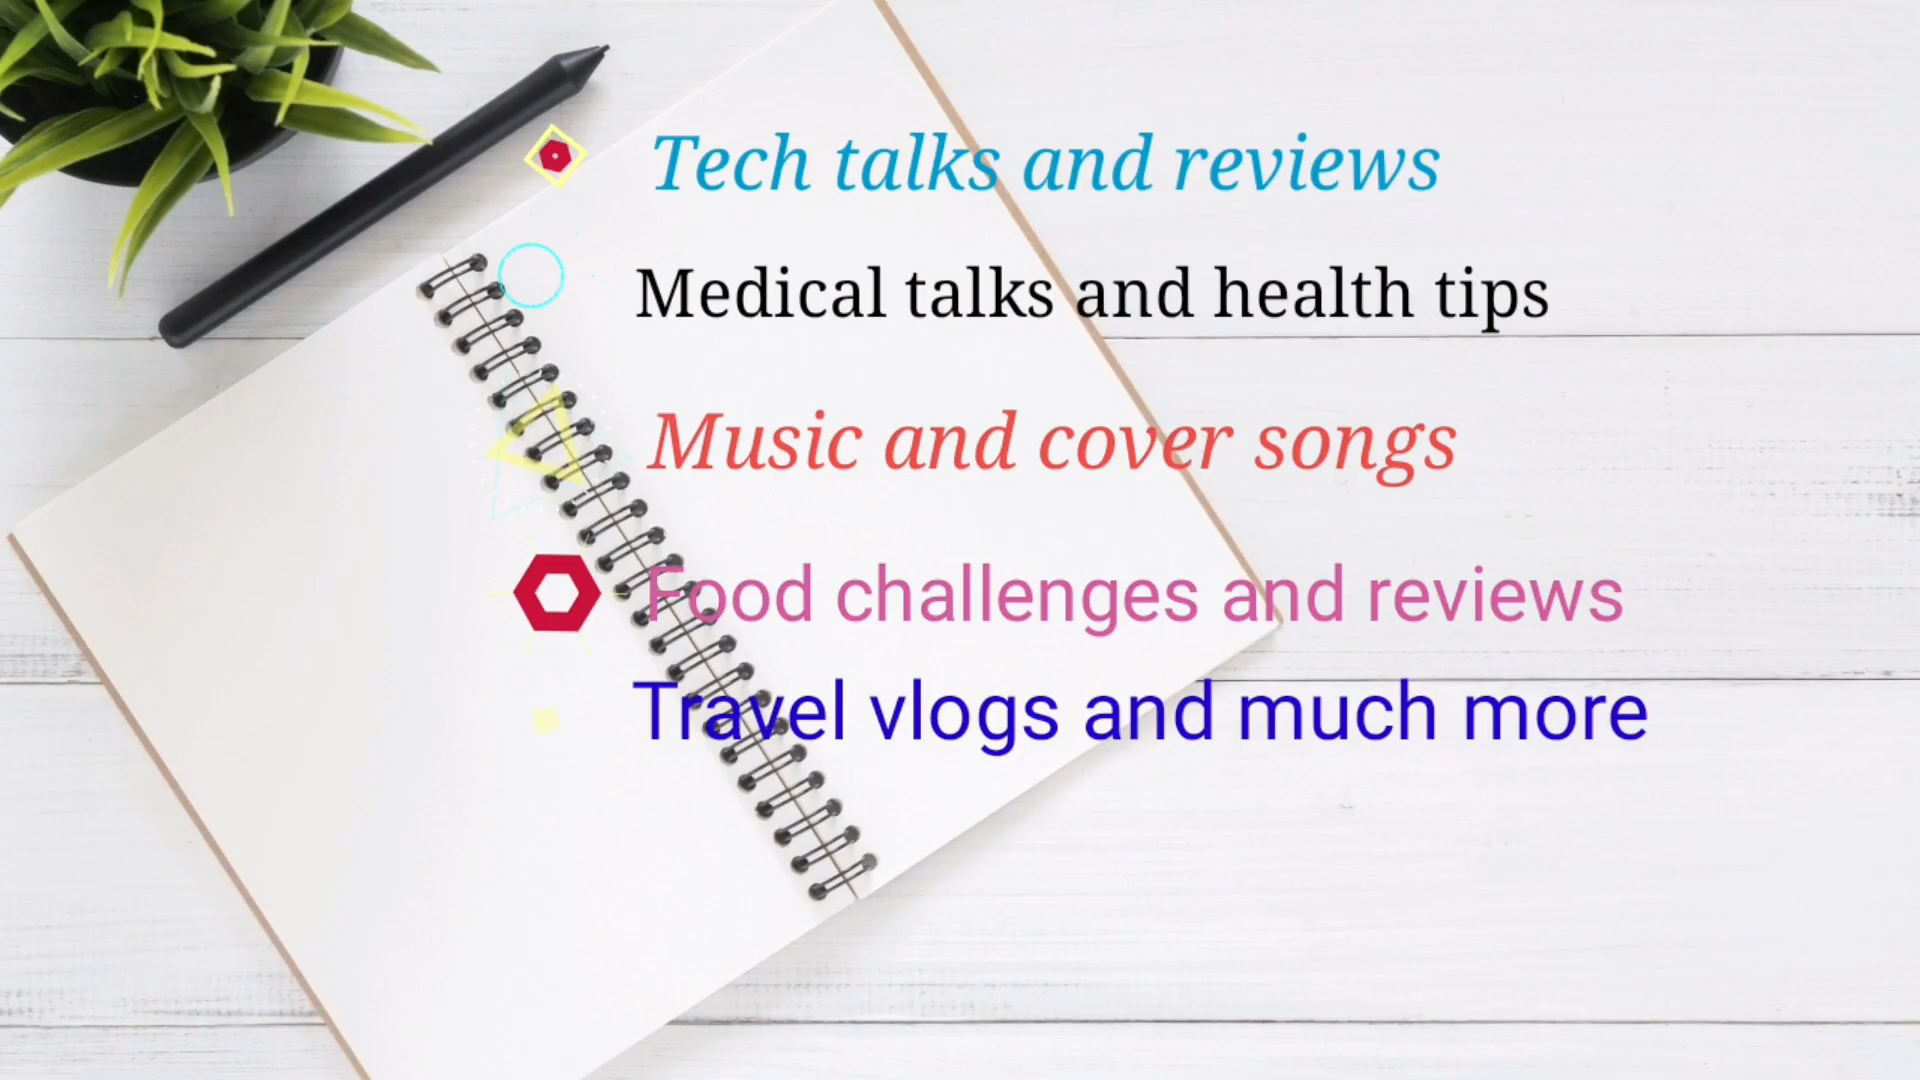 Tech talks and reviews
Medical talks and health tips
Music and cover songs
Food challenges and reviews
Travel vlogs and much more